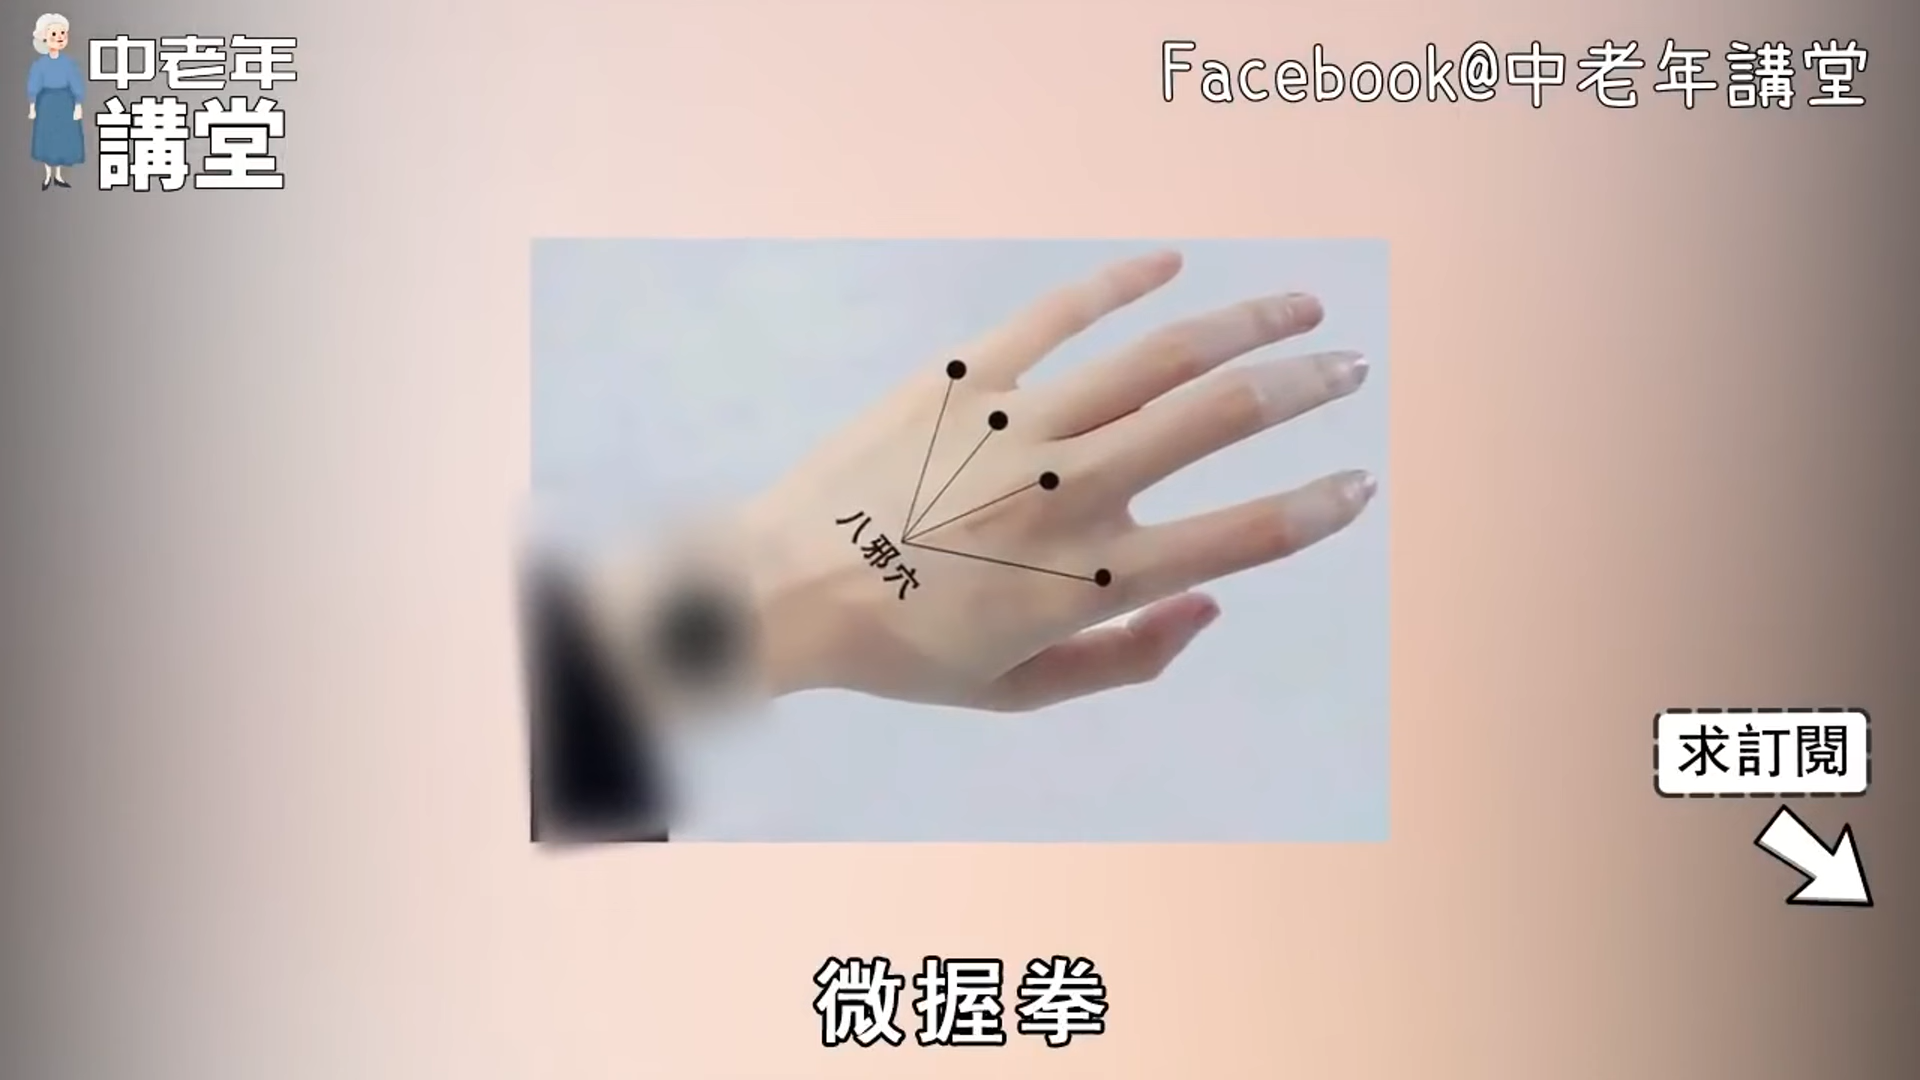 中老年
講堂
Facebook@中老年講堂
八邪穴
求訂閱
微握拳